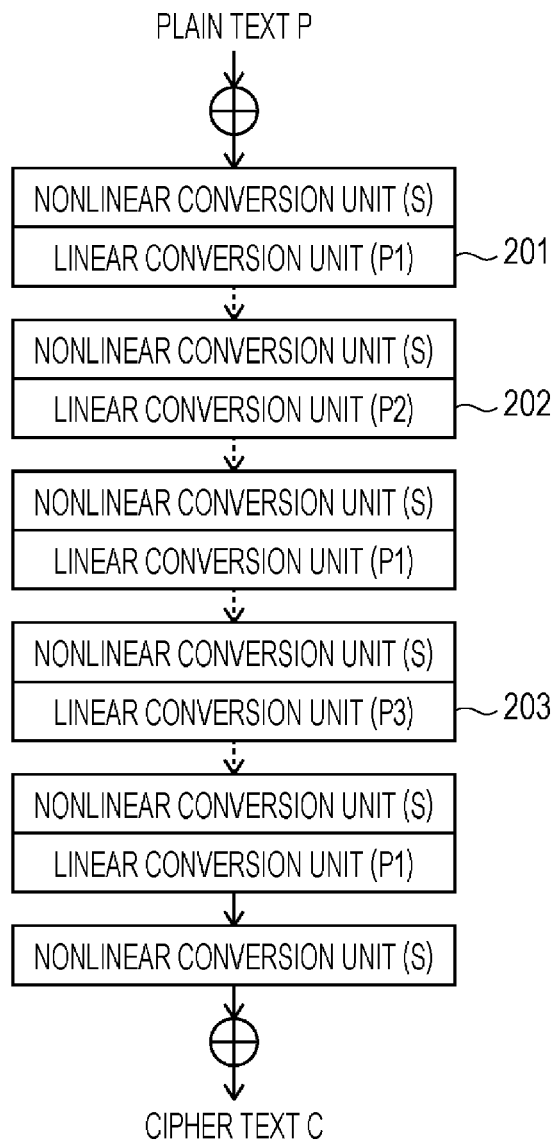 PLAIN TEXT P
NONLINEAR CONVERSION UNIT (S)
LINEAR CONVERSION UNIT (P1)
201
NONLINEAR CONVERSION UNIT (S)
LINEAR CONVERSION UNIT (P2)
202
NONLINEAR CONVERSION UNIT (S)
LINEAR CONVERSION UNIT (P1)
NONLINEAR CONVERSION UNIT (S)
LINEAR CONVERSION UNIT (P3)
203
NONLINEAR CONVERSION UNIT (S)
LINEAR CONVERSION UNIT (P1)
NONLINEAR CONVERSION UNIT (S)
CIPHER TEXT C